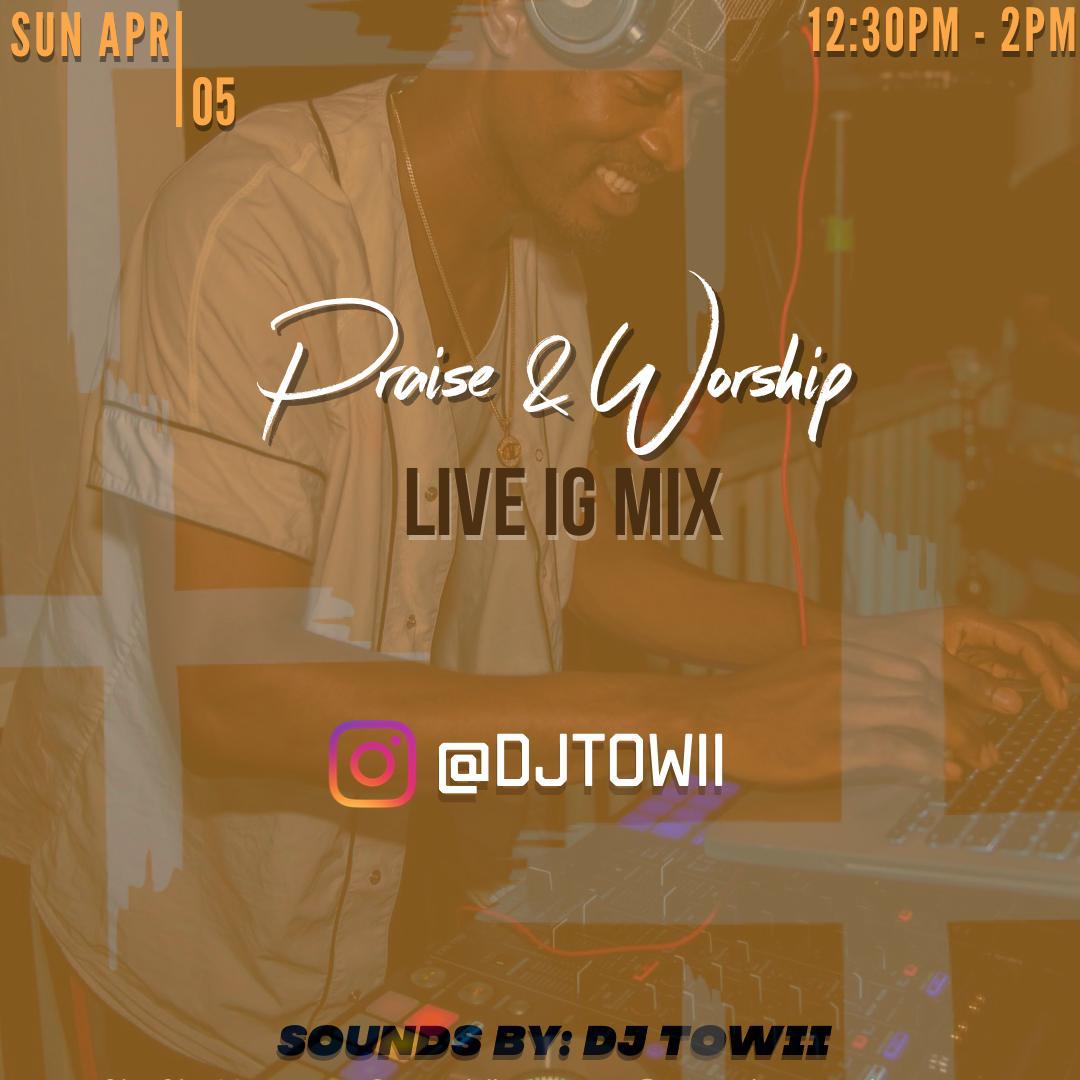 SUN APR
05
12:30PM - 2PM
Praise & Worship
LIVE IG MIX
@DJTOWII
SOUNDS BY: DJ TOWII